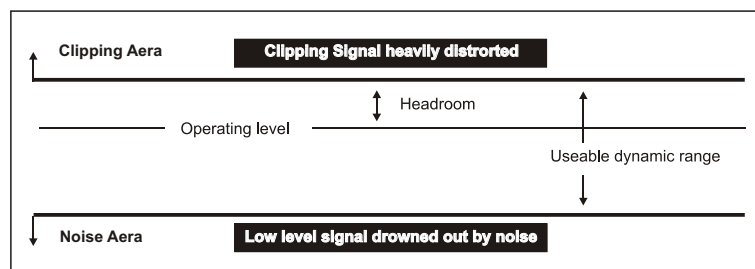 Clipping Aera
Clipping Signal heavily distrorted
Headroom
Operating level
Useable dynamic range
Noise Aera
Low level signal drowned out by noise